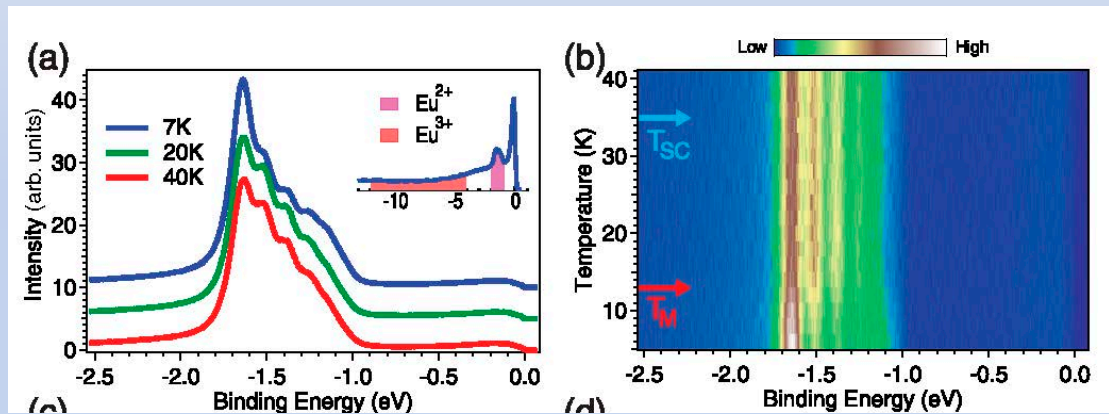 (a)
Intensity (arb. units)
40
30
20
10
0
7K
20K
40K
Eu2+
Eu3+
-10
-5
0
-2.5
-2.0
-1.5
-1.0
-0.5
0.0
Binding Energy (eV)
(b)
Low
High
Temperature (K)
40
30
20
10
TSC
TM
-2.5
-2.0
-1.5
-1.0
-0.5
0.0
Binding Energy (eV)
(c)
(d)